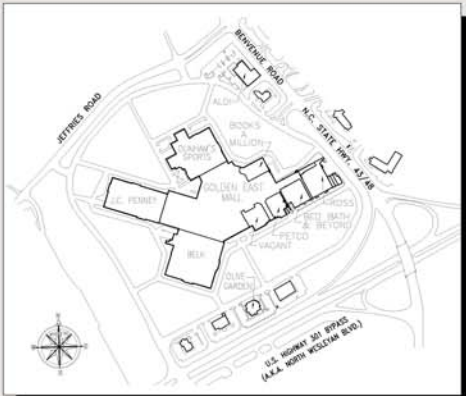 BENVENUE ROAD
JEFFRIES ROAD
ALDI
N.C. STATE HWY. 43/48
BOOKS
A
MILLION
DUNHAM'S
SPORTS
GOLDEN EAST
MALL
J.C. PENNEY
ROSS
BED BATH
& BEYOND
PETCO
VACANT
BELK
OLIVE
GARDEN
U.S. HIGHWAY 301 BYPASS
(A.K.A. NORTH WESLEYAN BLVD.)